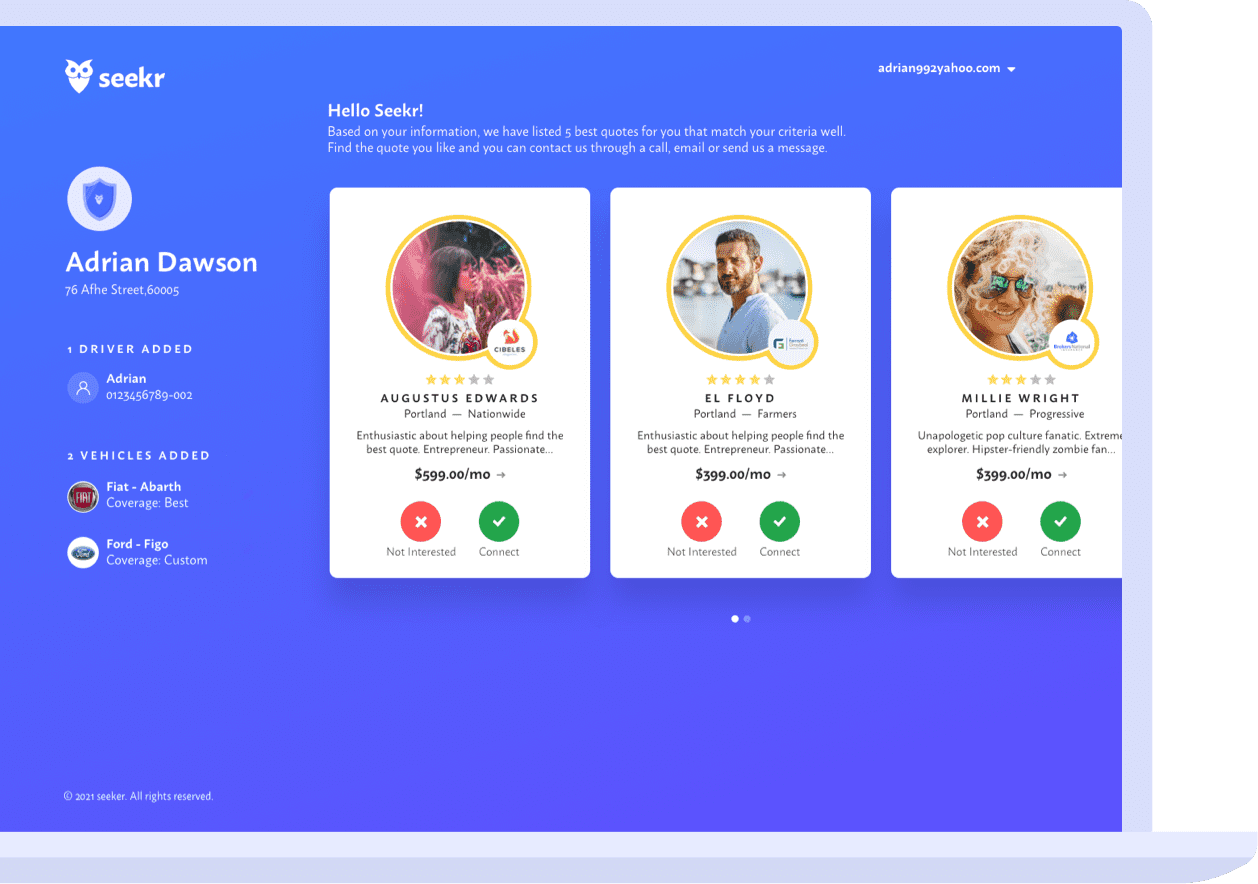 seekr
adrian992yahoo.com
Hello Seekr!
Based on your information, we have listed 5 best quotes for you that match your criteria well.
Find the quote you like and you can contact us through a call, email or send us a message.
Adrian Dawson
76 Afhe Street,60005
1 DRIVER ADDED
Adrian
0123456789-002
2 VEHICLES ADDED
FIAT
Fiat - Abarth
Coverage: Best
Ford
Ford - Figo
Coverage: Custom
CIBELES
AUGUSTUS EDWARDS
Portland — Nationwide
Enthusiastic about helping people find the
best quote. Entrepreneur. Passionate...
$599.00/mo →
Not Interested
Connect
EL FLOYD
Portland — Farmers
Enthusiastic about helping people find the
best quote. Entrepreneur. Passionate...
$399.00/mo →
Not Interested
Connect
MILLIE WRIGHT
Portland — Progressive
Unapologetic pop culture fanatic. Extreme
explorer. Hipster-friendly zombie fan...
$399.00/mo →
Not Interested
Connect
© 2021 seeker. All rights reserved.